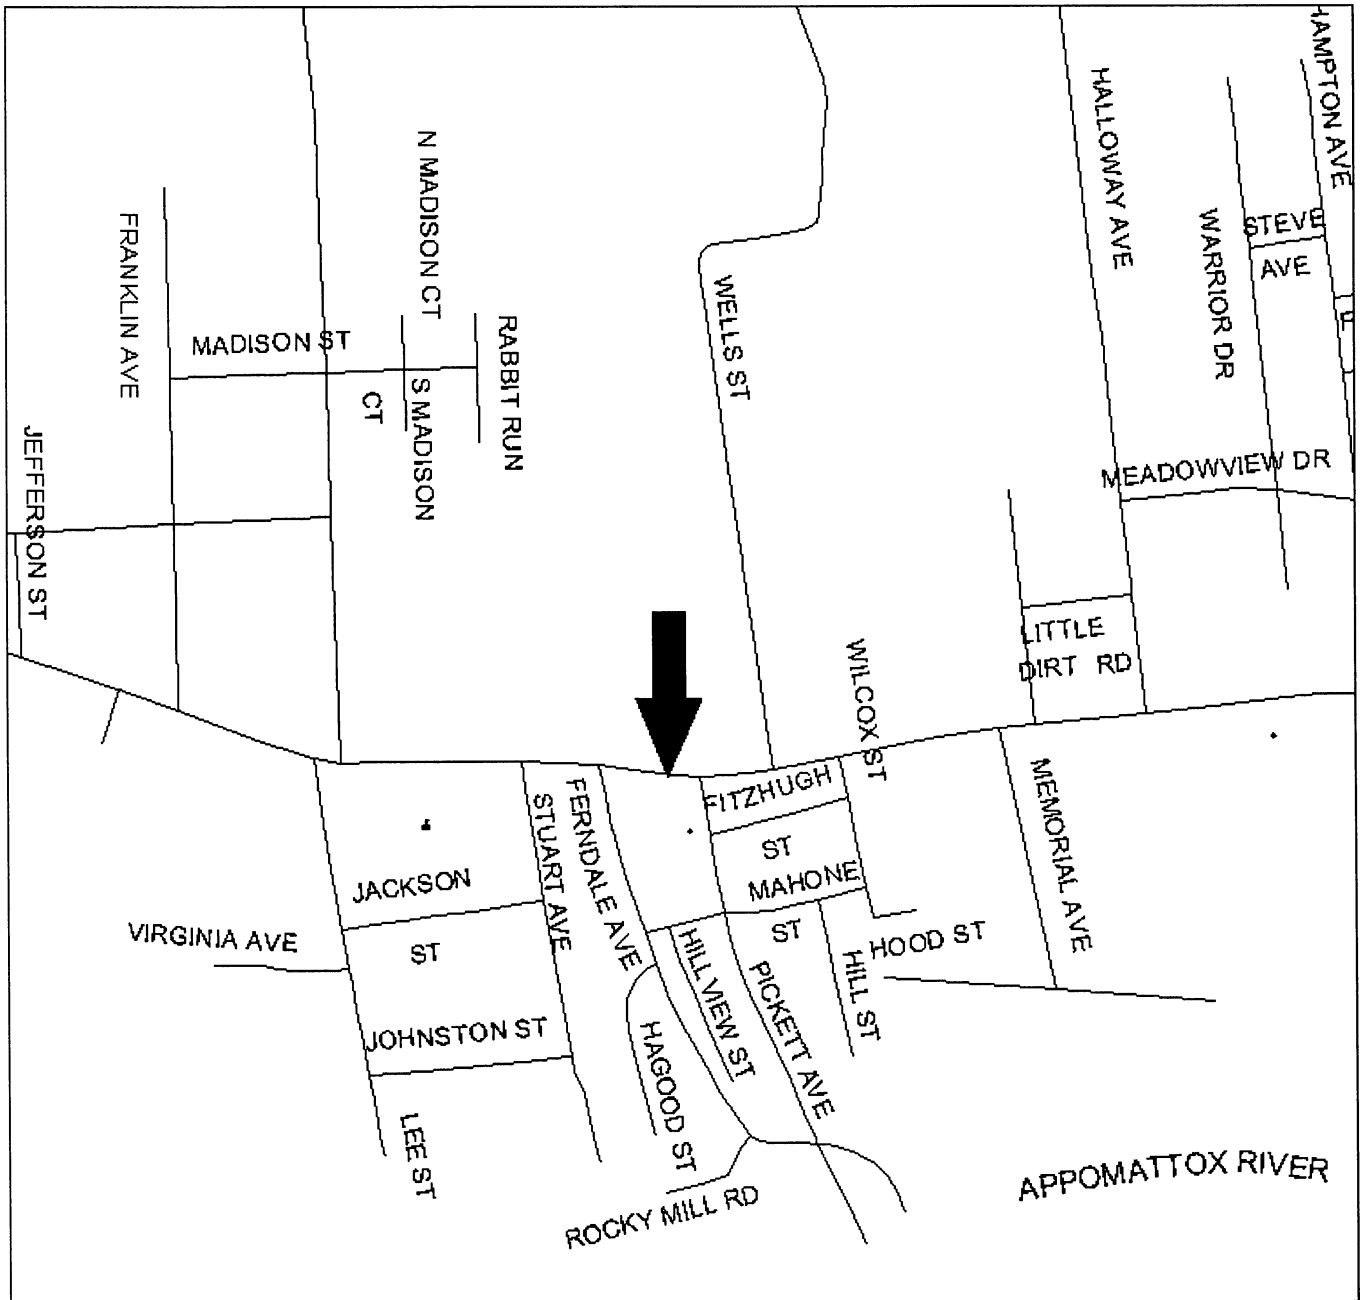 HAMPTON AVE
HALLOWAY AVE
N MADISON CT
WARRIOR DR
STEVE
AVE
FRANKLIN AVE
WELLS ST
MADISON ST
RABBIT RUN
S MADISON
CT
JEFFERSON ST
MEADOWVIEW DR
LITTLE
DIRT RD
WILCOX ST
FITZHUGH
ST
MEMORIAL AVE
FERNDALE AVE
STUART AVE
JACKSON
ST
MAHONE
ST
VIRGINIA AVE
HOOD ST
HILL ST
HILLVIEW ST
PICKETT AVE
JOHNSTON ST
HAGOOD ST
LEE ST
ROCKY MILL RD
APPOMATTOX RIVER